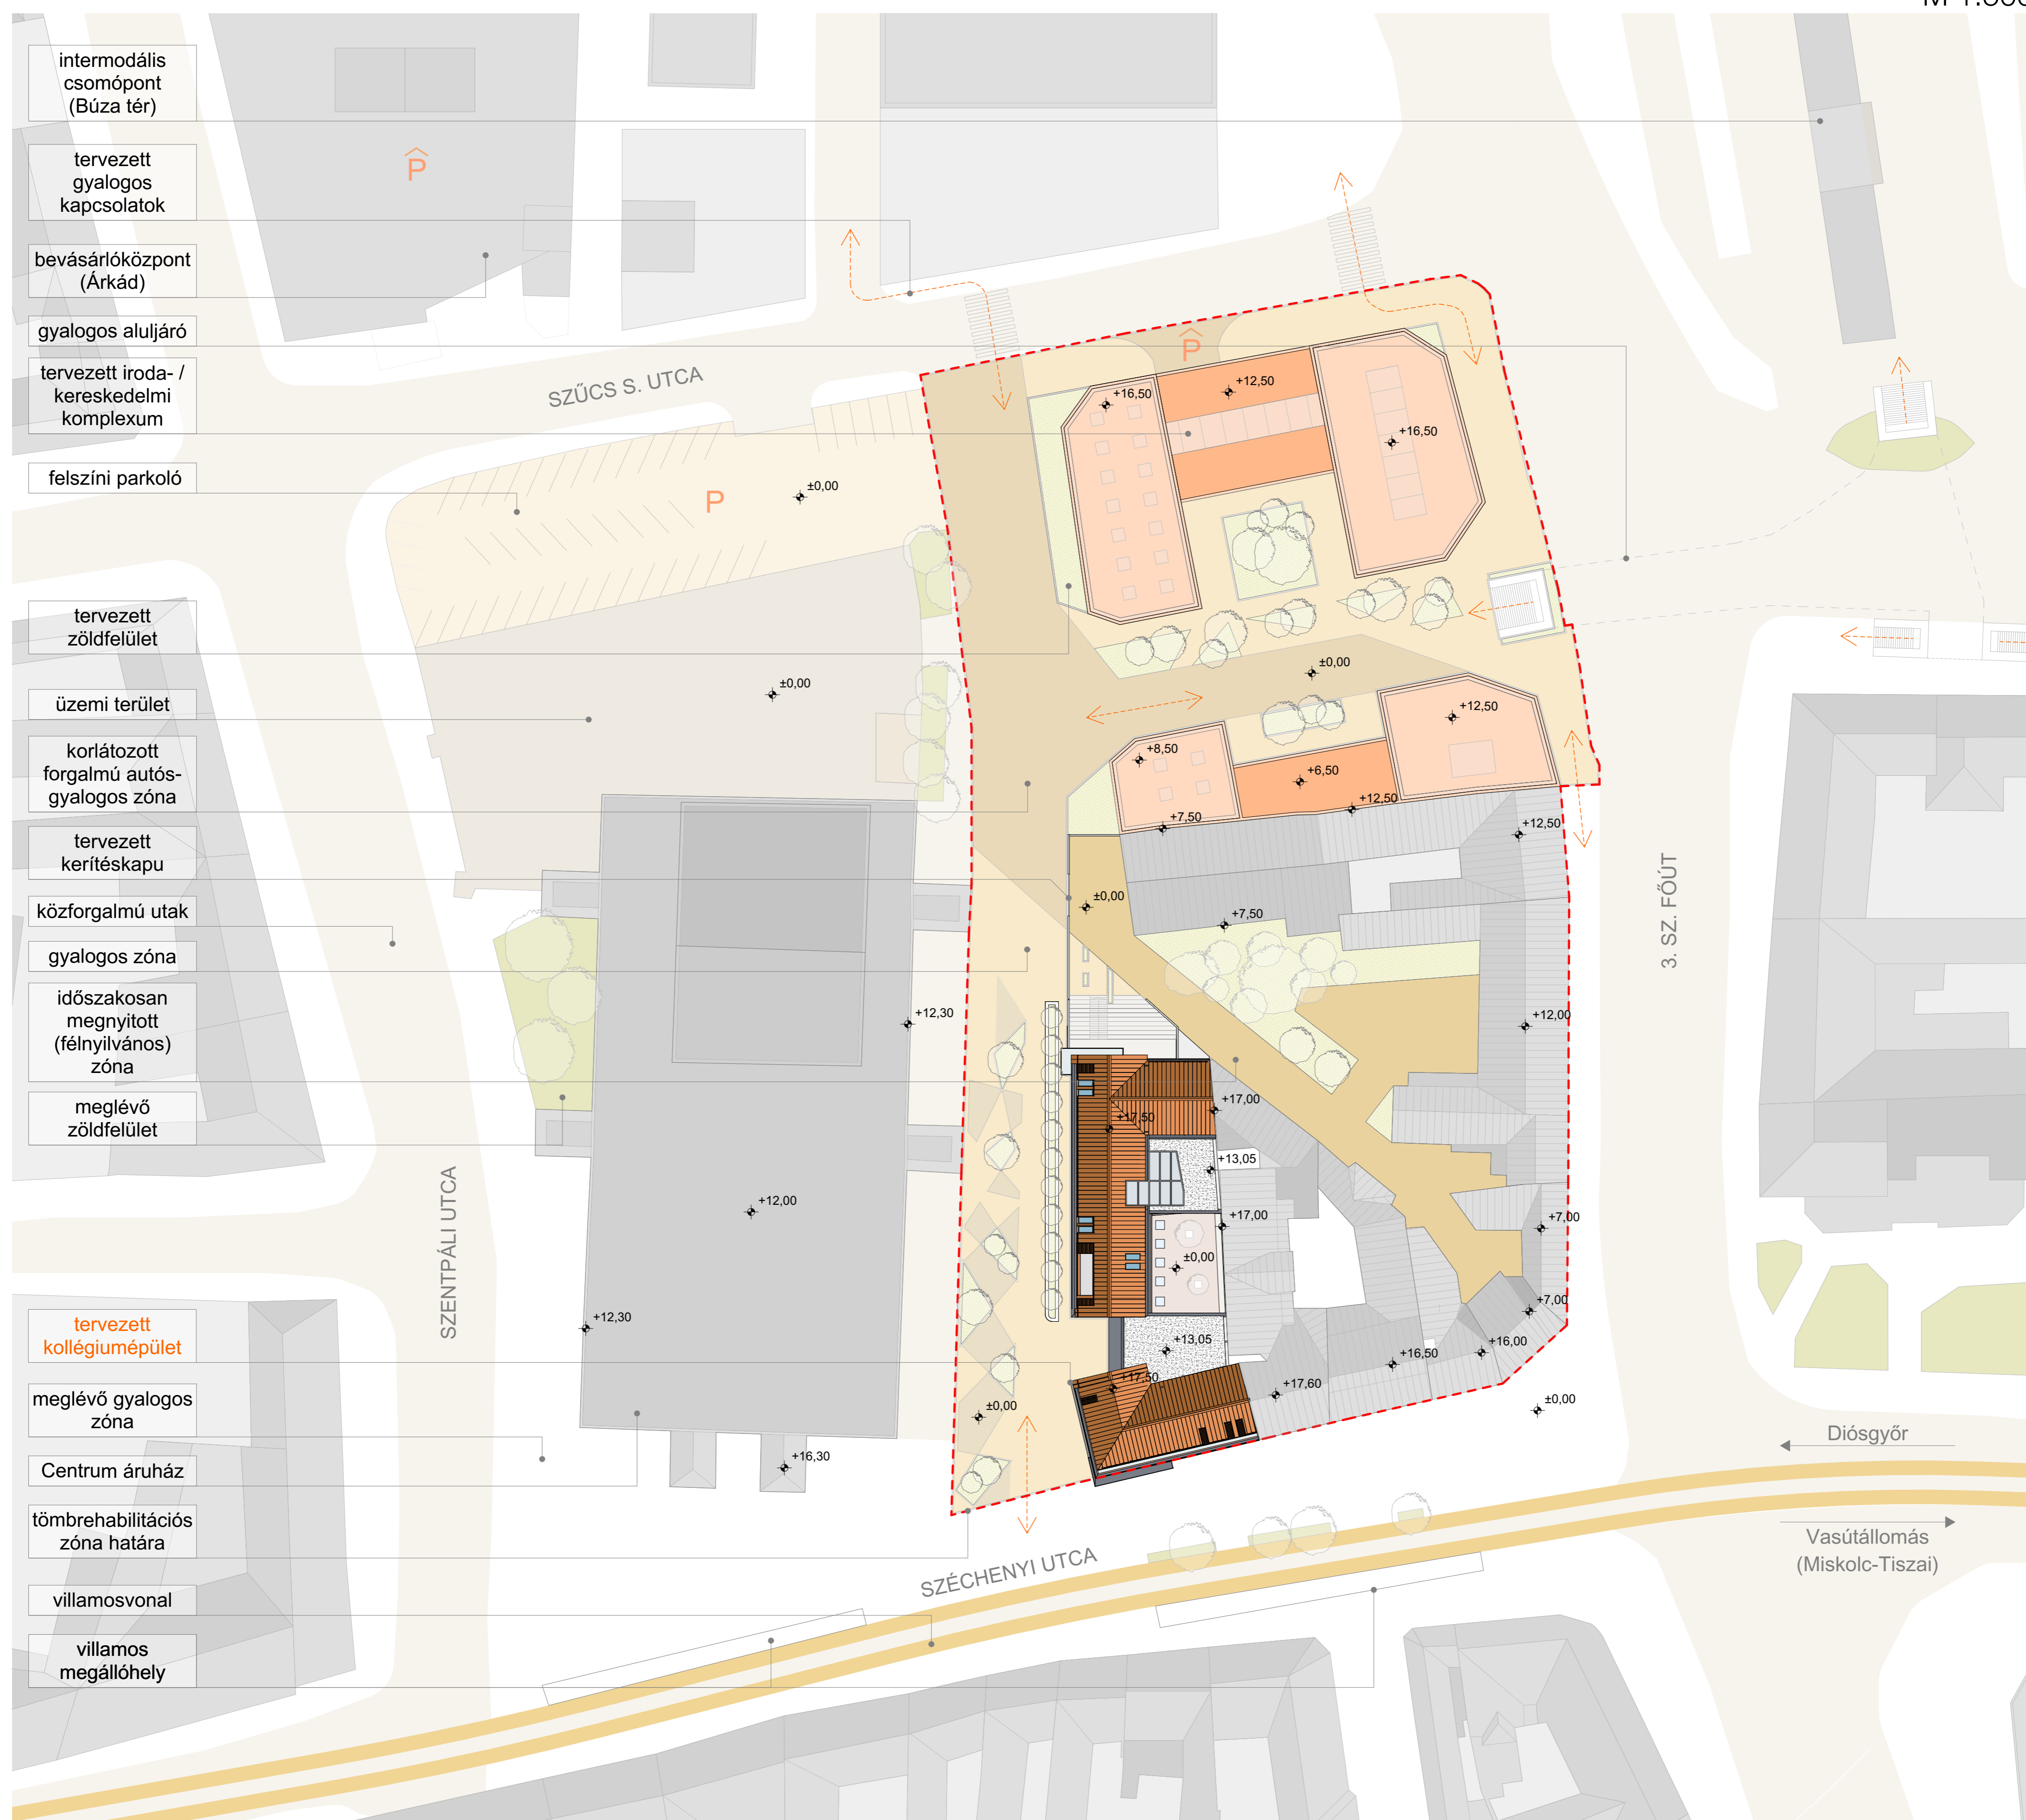 intermodális
csomópont
(Búza tér)
tervezett
gyalogos
kapcsolatok
bevásárlóközpont
(Árkád)
gyalogos aluljáró
tervezett iroda- /
kereskedelmi
komplexum
felszíni parkoló
tervezett
zöldfelület
üzemi terület
korlátozott
forgalmú autós-
gyalogos zóna
tervezett
kerítéskapu
közforgalmú utak
gyalogos zóna
időszakosan
megnyitott
(félnyilvános)
zóna
meglévő
zöldfelület
tervezett
kollégiumépület
meglévő gyalogos
zóna
Centrum áruház
tömbrehabilitációs
zóna határa
villamosvonal
villamos
megállóhely
P
P
P
SZŰCS S. UTCA
SZENTPÁLI UTCA
SZÉCHENYI UTCA
3. SZ. FŐÚT
Diósgyőr
Vasútállomás
(Miskolc-Tiszai)
+16,50
+12,50
+16,50
±0,00
±0,00
±0,00
+12,50
+8,50
+6,50
+12,50
+7,50
+12,50
±0,00
+7,50
+12,30
+12,00
+17,00
+17,50
+13,05
+12,00
+17,00
+7,00
±0,00
+7,00
+12,30
+13,05
+16,00
+16,50
+17,50
+17,60
±0,00
±0,00
+16,30